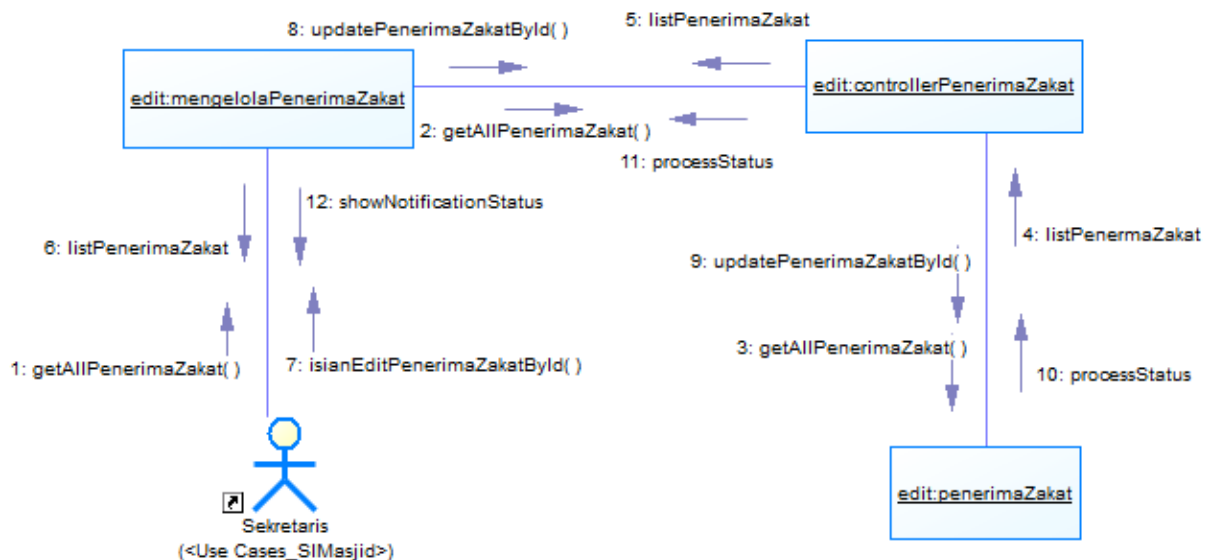 8: updatePenerimaZakatById( )
5: listPenerimaZakat
edit:mengelolaPenerimaZakat
edit:controllerPenerimaZakat
2: getAllPenerimaZakat( )
11: processStatus
12: showNotificationStatus
6: listPenerimaZakat
4: listPenermaZakat
9: updatePenerimaZakatById( )
1: getAllPenerimaZakat( )
7: isianEditPenerimaZakatById( )
3: getAllPenerimaZakat( )
10: processStatus
edit:penerimaZakat
Sekretaris
(<Use Cases_SIMasjid>)